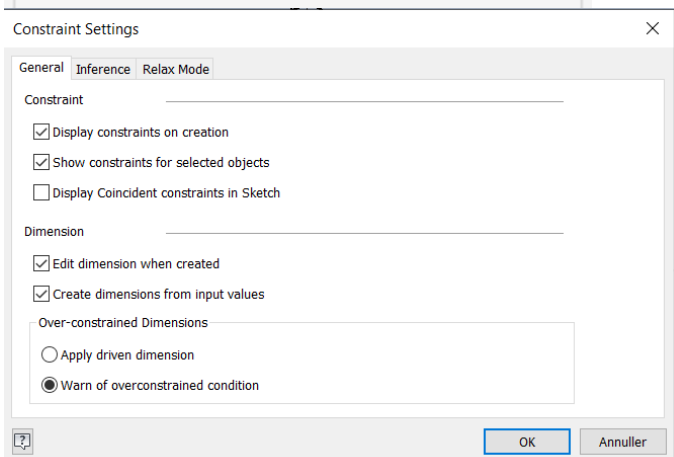 Constraint Settings
General Inference Relax Mode
Constraint
Display constraints on creation
Show constraints for selected objects
Display Coincident constraints in Sketch
Dimension
Edit dimension when created
Create dimensions from input values
Over-constrained Dimensions
Apply driven dimension
Warn of overconstrained condition
? OK Annuller